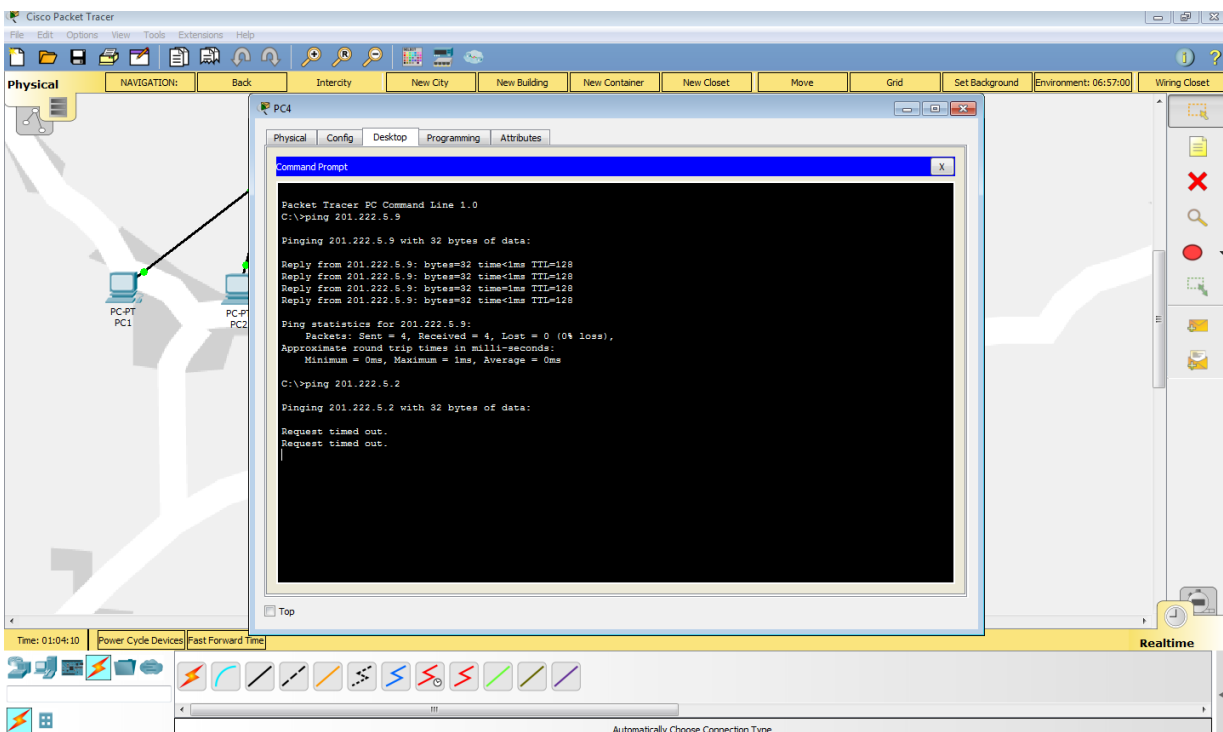 Cisco Packet Tracer
File Edit Options View Tools Extensions Help
Physical NAVIGATION: Back Intercity New City New Building New Container New Closet Move Grid Set Background Environment: 06:57:00 Wiring Closet
PC4
Physical Config Desktop Programming Attributes
Command Prompt X
Packet Tracer PC Command Line 1.0
C:\>ping 201.222.5.9
Pinging 201.222.5.9 with 32 bytes of data:
Reply from 201.222.5.9: bytes=32 time<1ms TTL=128
Reply from 201.222.5.9: bytes=32 time<1ms TTL=128
Reply from 201.222.5.9: bytes=32 time<1ms TTL=128
Reply from 201.222.5.9: bytes=32 time<1ms TTL=128
Ping statistics for 201.222.5.9:
Packets: Sent = 4, Received = 4, Lost = 0 (0% loss),
Approximate round trip times in milli-seconds:
Minimum = 0ms, Maximum = 1ms, Average = 0ms
C:\>ping 201.222.5.2
Pinging 201.222.5.2 with 32 bytes of data:
Request timed out.
Request timed out.
PC-PT
PC1
PC-PT
PC2
Top
Time: 01:04:10 Power Cycle Devices Fast Forward Time Realtime
Automatically Choose Connection Type